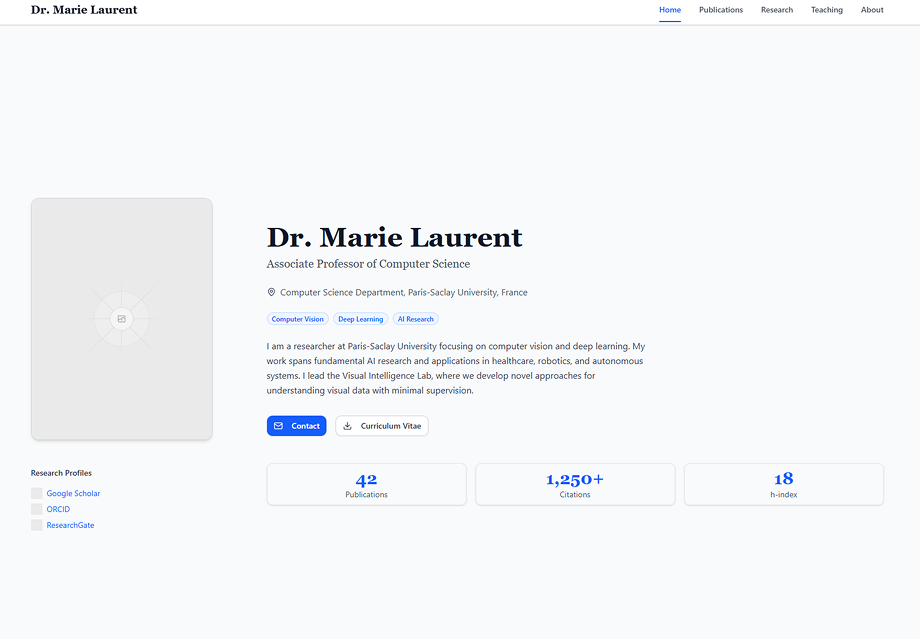 Dr. Marie Laurent
Home
Publications
Research
Teaching
About
Dr. Marie Laurent
Associate Professor of Computer Science
Computer Science Department, Paris-Saclay University, France
Computer Vision
Deep Learning
AI Research
I am a researcher at Paris-Saclay University focusing on computer vision and deep learning. My
work spans fundamental AI research and applications in healthcare, robotics, and autonomous
systems. I lead the Visual Intelligence Lab, where we develop novel approaches for
understanding visual data with minimal supervision.
Contact
Curriculum Vitae
Research Profiles
Google Scholar
ORCID
ResearchGate
42
Publications
1,250+
Citations
18
h-index